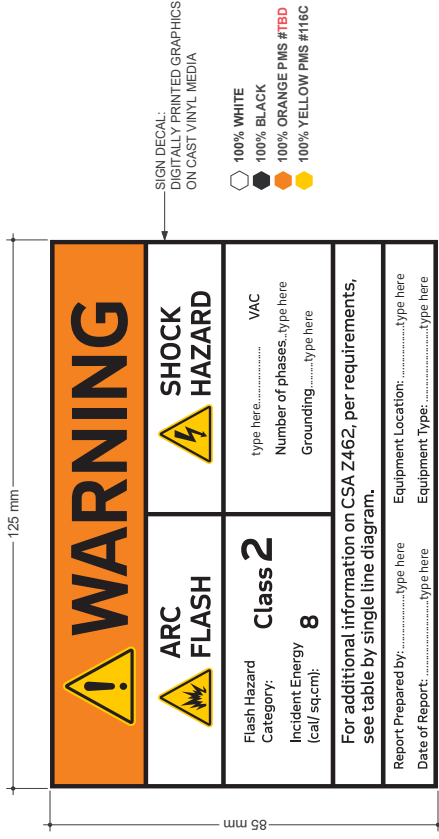 125 mm
85 mm
WARNING
ARC
FLASH
SHOCK
HAZARD
Flash Hazard
Category:
Class 2
Incident Energy
(cal/ sq.cm):
8
type here................... VAC
Number of phases..type here
Grounding.........type here
For additional information on CSA Z462, per requirements,
see table by single line diagram.
Report Prepared by:...............type here
Equipment Location: ............type here
Date of Report: .......................type here
Equipment Type: ...................type here
SIGN DECAL:
DIGITALLY PRINTED GRAPHICS
ON CAST VINYL MEDIA
100% WHITE
100% BLACK
100% ORANGE PMS #TBD
100% YELLOW PMS #116C